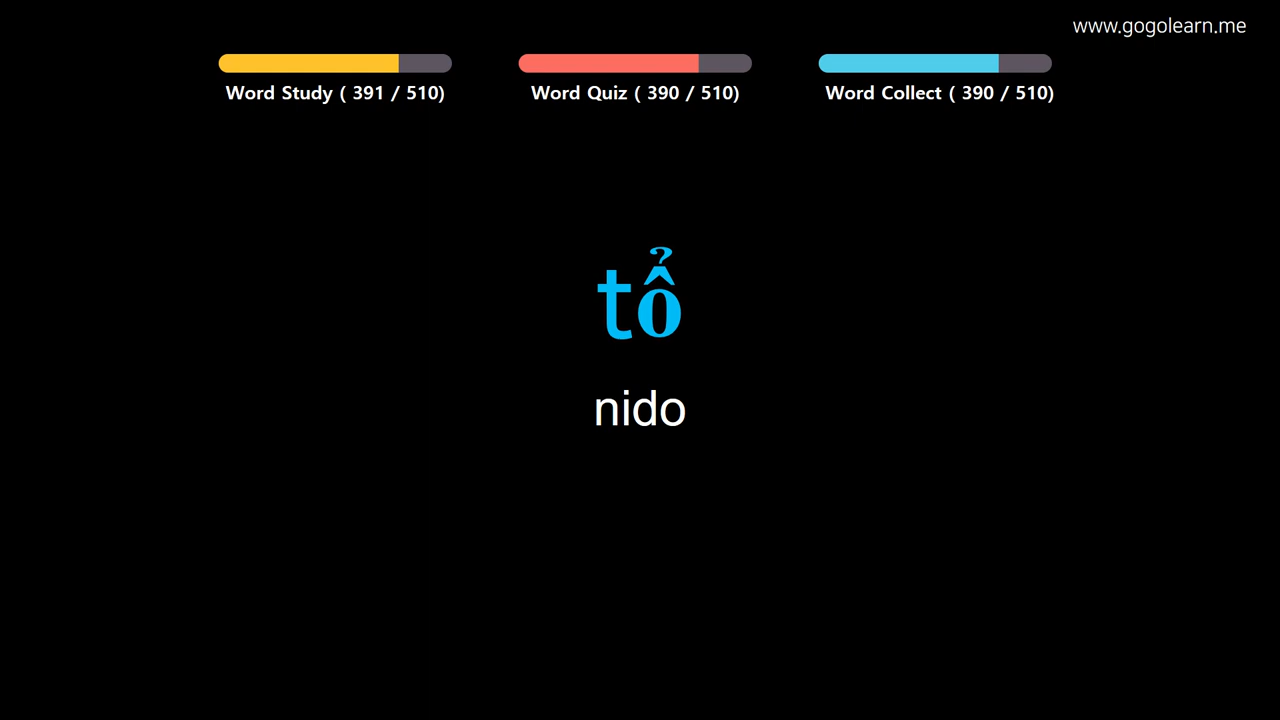 www.gogolearn.me
Word Study ( 391 / 510)
Word Quiz ( 390 / 510)
Word Collect ( 390 / 510)
tổ
nido